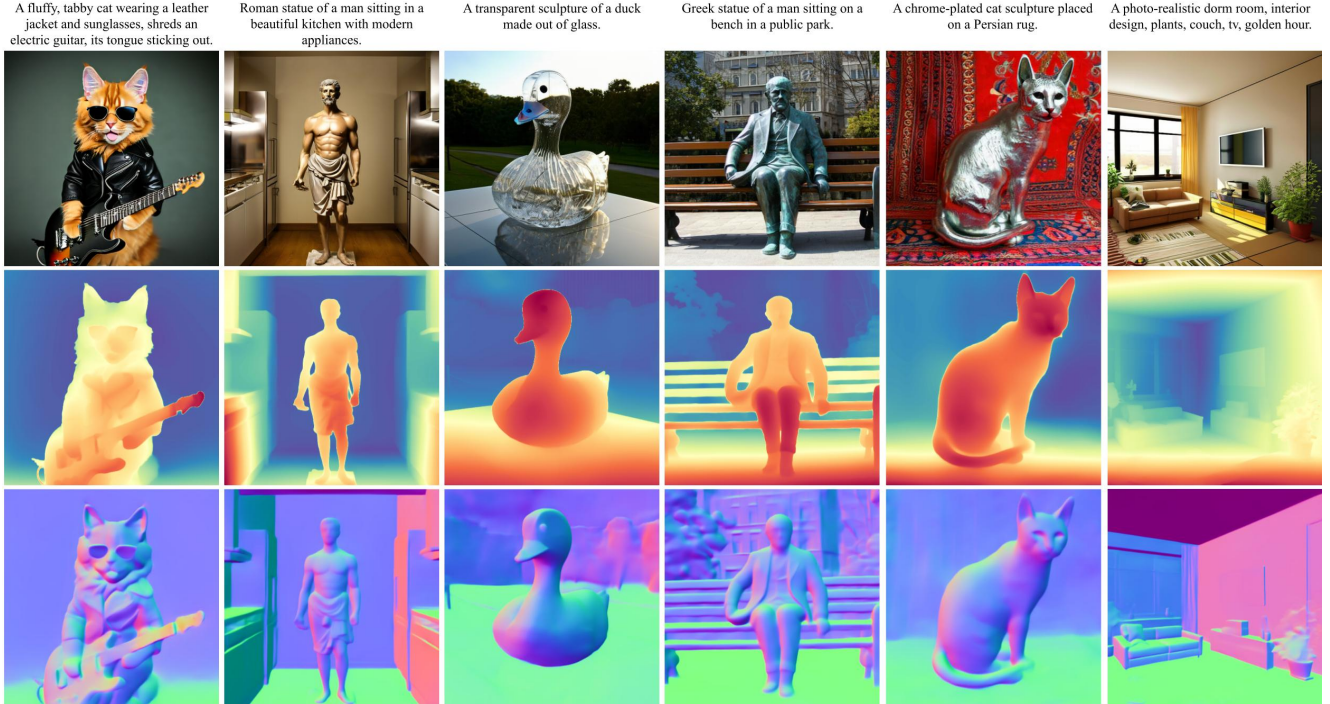 A fluffy, tabby cat wearing a leather
jacket and sunglasses, shreds an
electric guitar, its tongue sticking out.
Roman statue of a man sitting in a
beautiful kitchen with modern
appliances.
A transparent sculpture of a duck
made out of glass.
Greek statue of a man sitting on a
bench in a public park.
A chrome-plated cat sculpture placed
on a Persian rug.
A photo-realistic dorm room, interior
design, plants, couch, tv, golden hour.